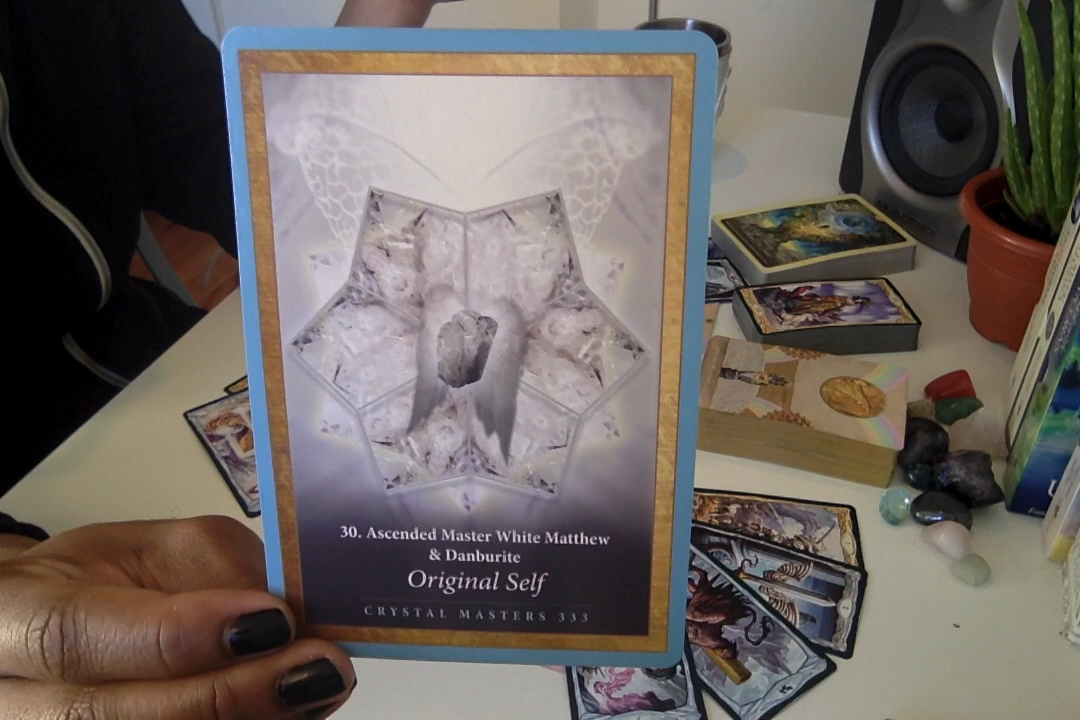 30. Ascended Master White Matthew
& Danburite
Original Self
CRYSTAL MASTERS 333